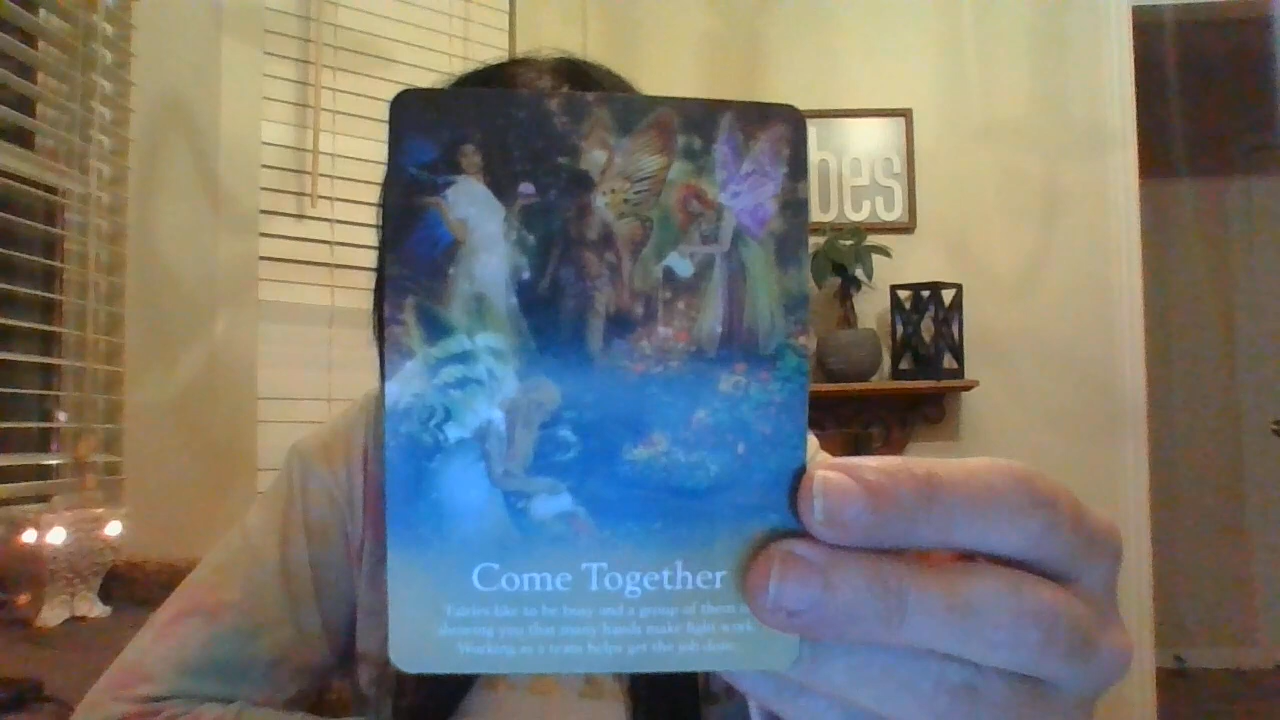 bes
Come Together
Fairies like to be busy and a group of them
showing you that many hands make light work.
Working as a team helps get the job done.